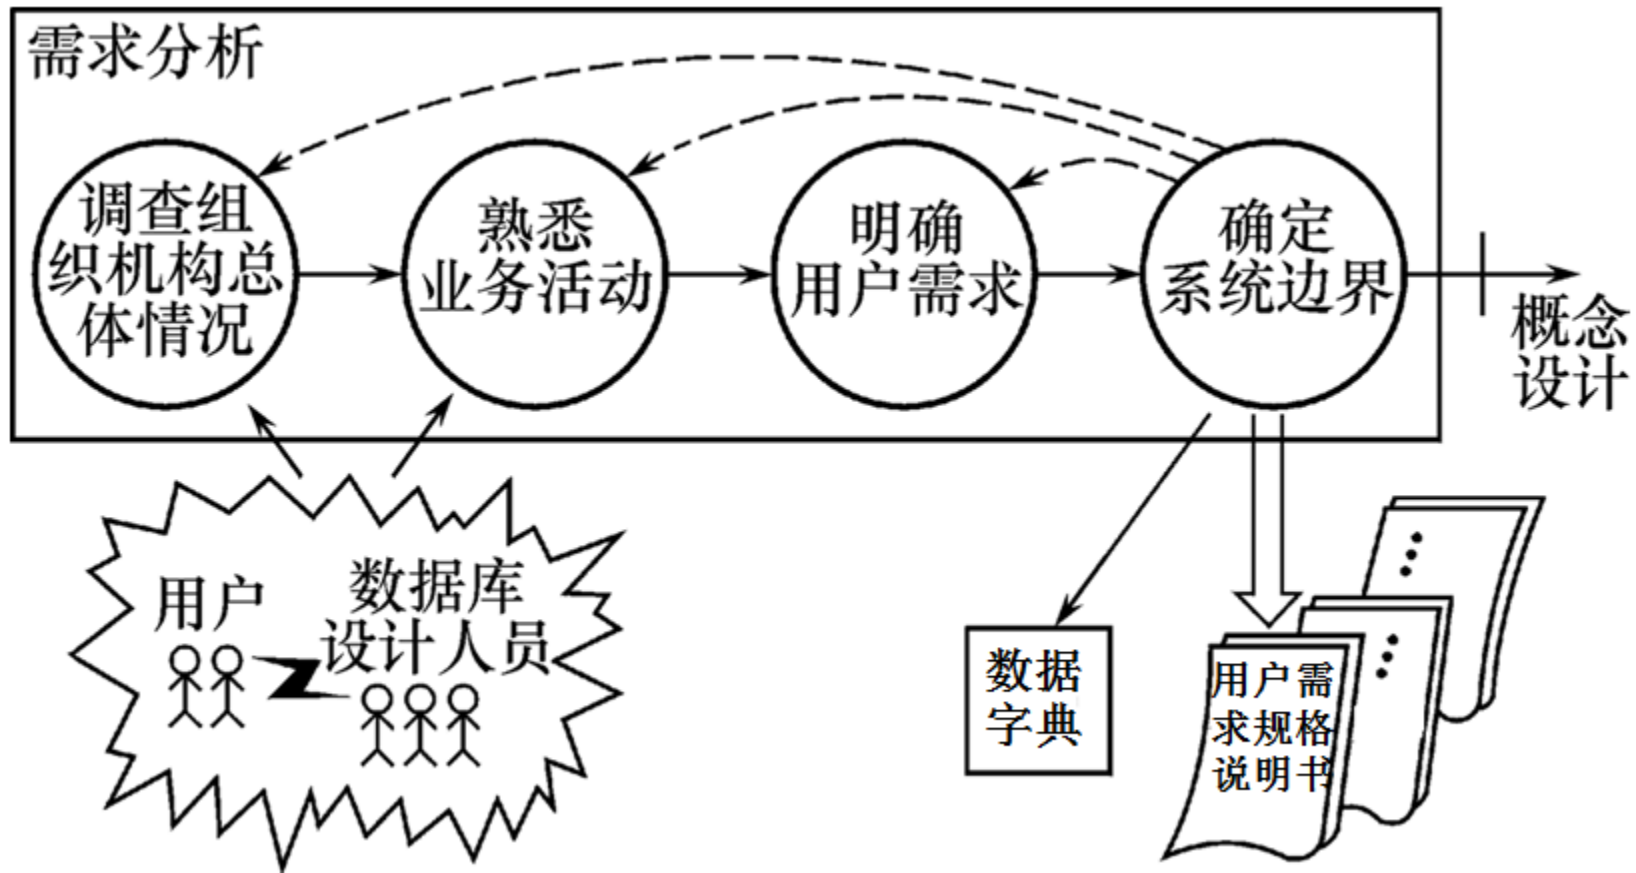 需求分析
调查组
织机构总
体情况
熟悉
业务活动
明确
用户需求
确定
系统边界
概念
设计
用户
数据库
设计人员
数据
字典
用户需
求规格
说明书